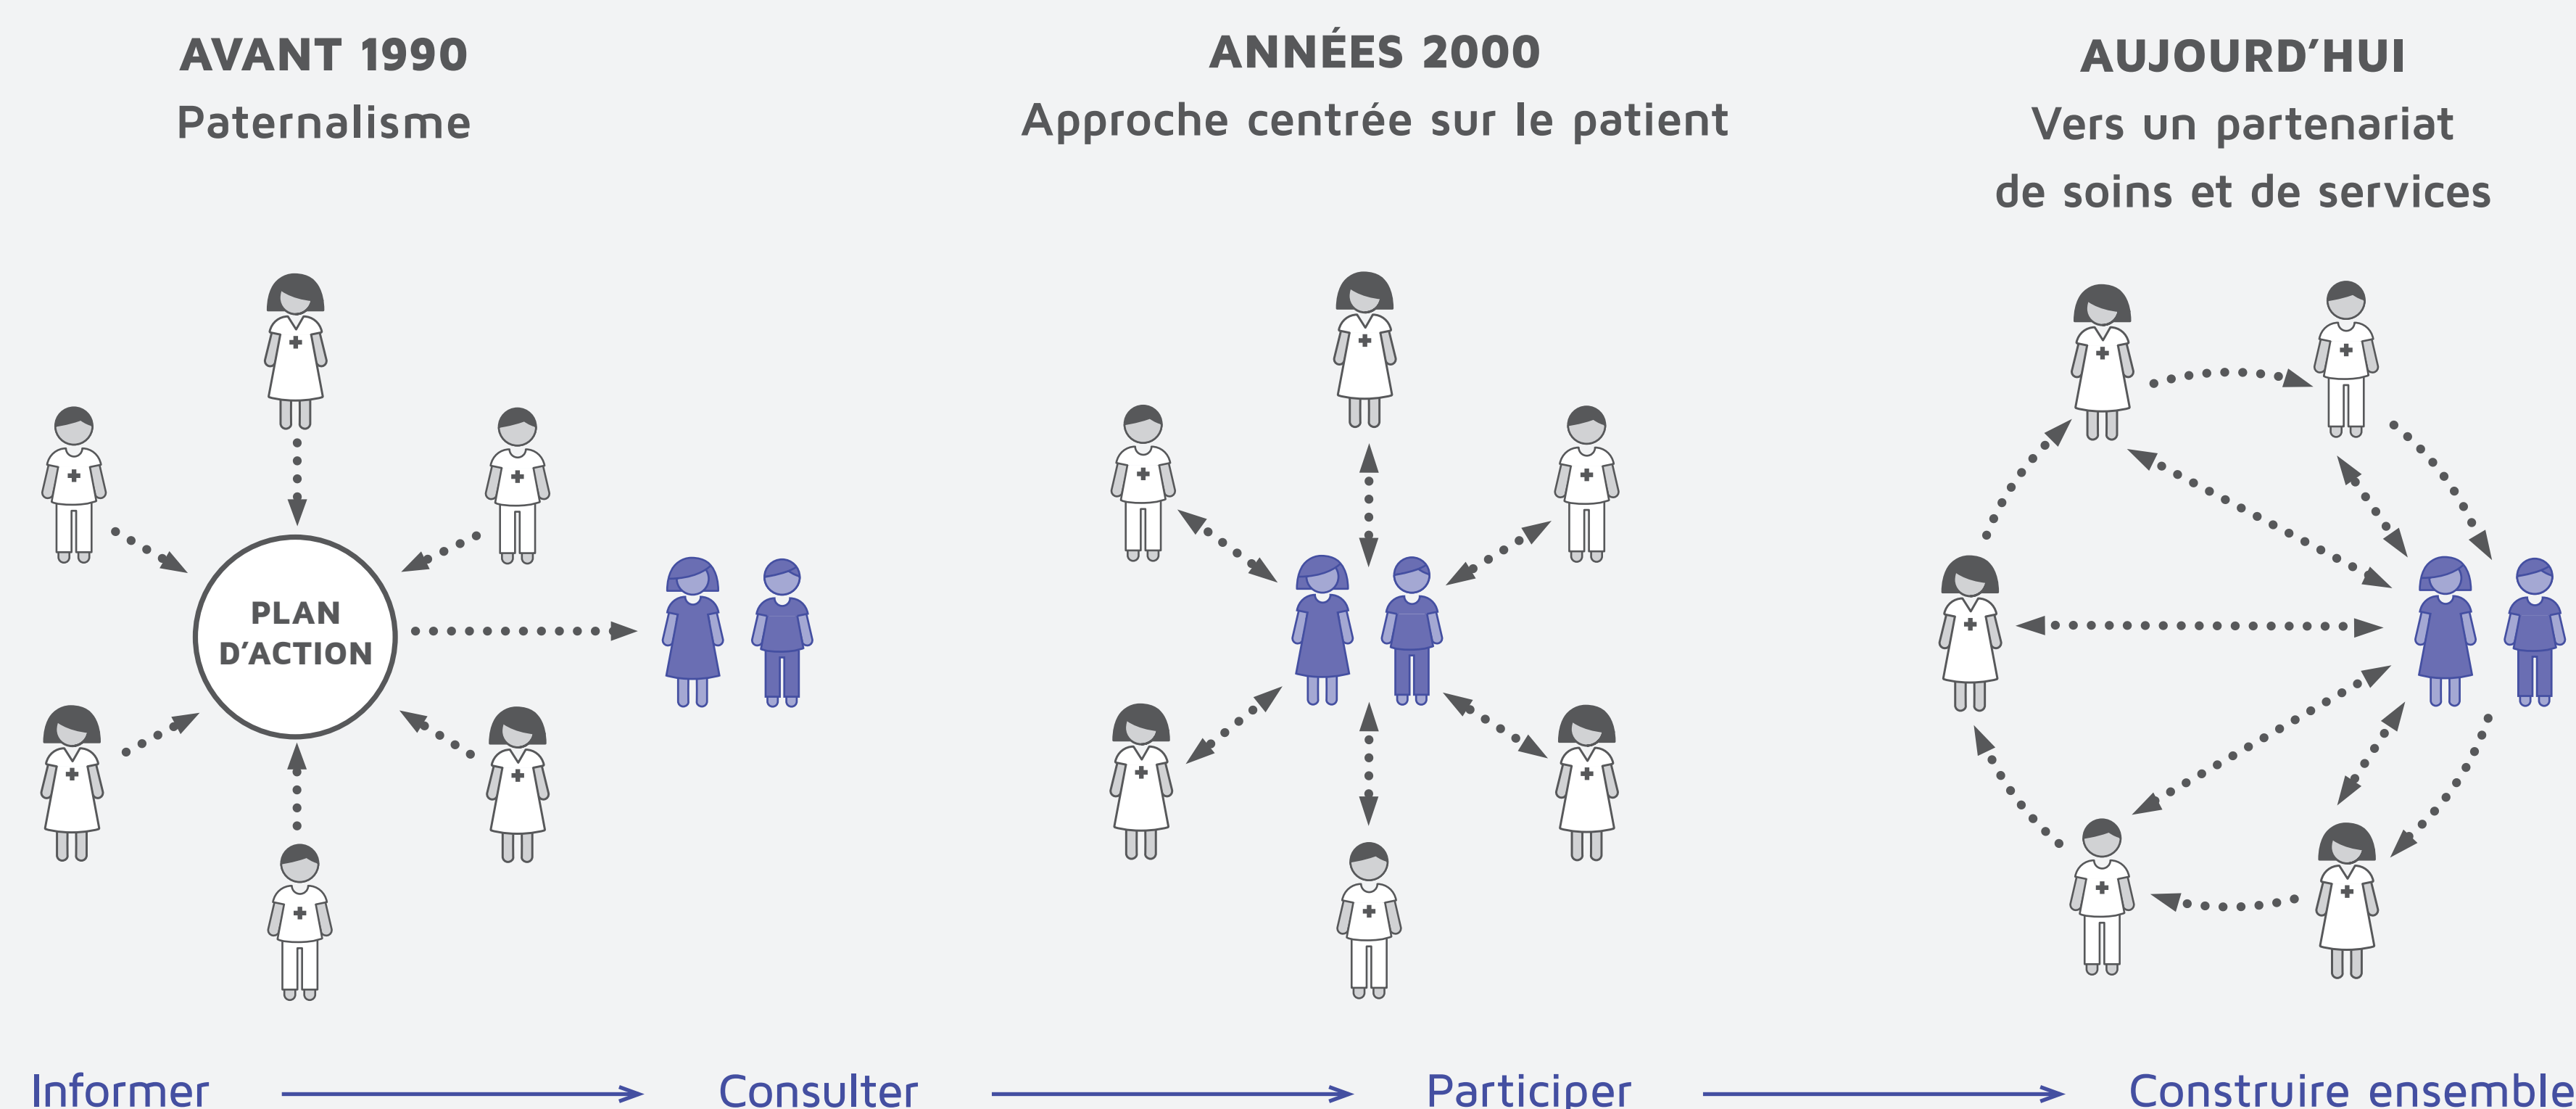 AVANT 1990
Paternalisme
PLAN
D’ACTION
ANNÉES 2000
Approche centrée sur le patient
AUJOURD’HUI
Vers un partenariat
de soins et de services
Informer
Consulter
Participer
Construire ensemble